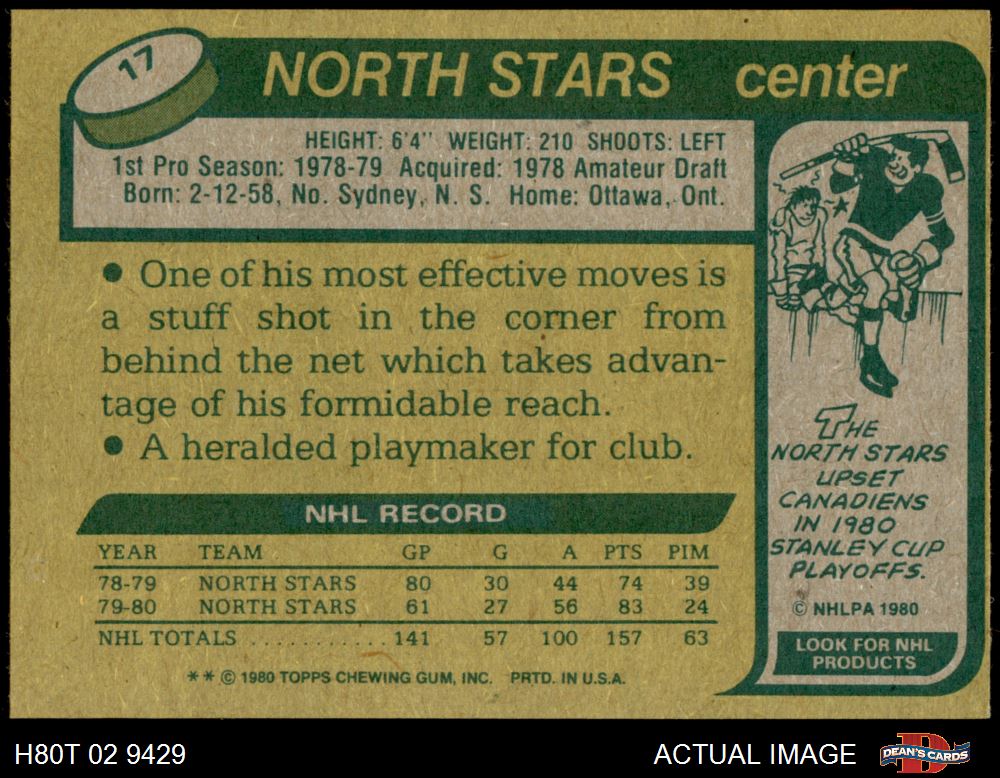 17
NORTH STARS center
HEIGHT: 6'4" WEIGHT: 210 SHOOTS: LEFT
1st Pro Season: 1978-79 Acquired: 1978 Amateur Draft
Born: 2-12-58, No. Sydney, N. S. Home: Ottawa, Ont.
• One of his most effective moves is
a stuff shot in the corner from
behind the net which takes advan-
tage of his formidable reach.
• A heralded playmaker for club.
NHL RECORD
YEAR TEAM GP G A PTS PIM
78-79 NORTH STARS 80 30 44 74 39
79-80 NORTH STARS 61 27 56 83 24
NHL TOTALS ........... 141 57 100 157 63
** © 1980 TOPPS CHEWING GUM, INC. PRTD. IN U.S.A.
THE
NORTH STARS
UPSET
CANADIENS
IN 1980
STANLEY CUP
PLAYOFFS.
© NHLPA 1980
LOOK FOR NHL
PRODUCTS
H80T 02 9429
ACTUAL IMAGE
D
DEAN'S CARDS